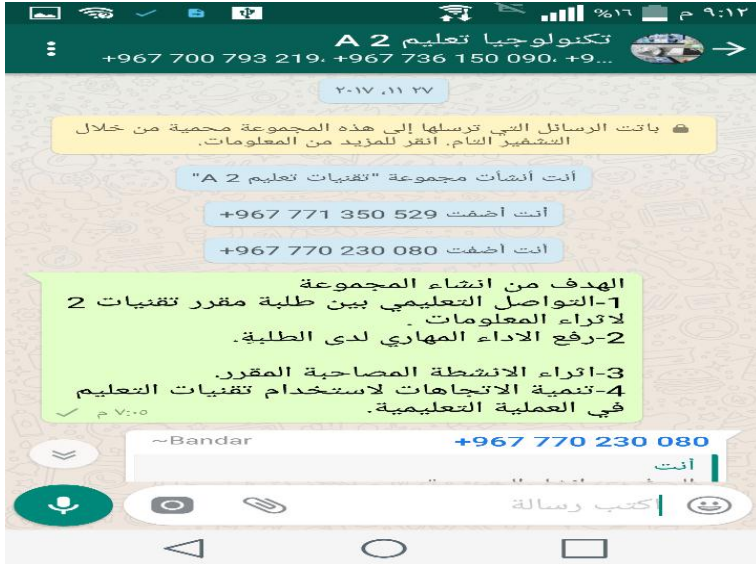 ٩:١٢ م ١٦%
تكنولوجيا تعليم A 2
+967 700 793 219، +967 736 150 090، +9...
٢٧ ,١١, ٢٠١٧
باتت الرسائل التي ترسلها إلى هذه المجموعة محمية من خلال
التشفير التام. انقر للمزيد من المعلومات.
أنت أنشأت مجموعة "تقنيات تعليم A 2"
أنت أضفت +967 771 350 529
أنت أضفت +967 770 230 080
الهدف من انشاء المجموعة
1-التواصل التعليمي بين طلبة مقرر تقنيات 2
لاثراء المعلومات .
2-رفع الاداء المهاري لدى الطلبة.
3-اثراء الانشطة المصاحبة المقرر.
4-تنمية الاتجاهات لاستخدام تقنيات التعليم
في العملية التعليمية.
٧:٠٥ م
+967 770 230 080 ~Bandar
أنت
اكتب رسالة